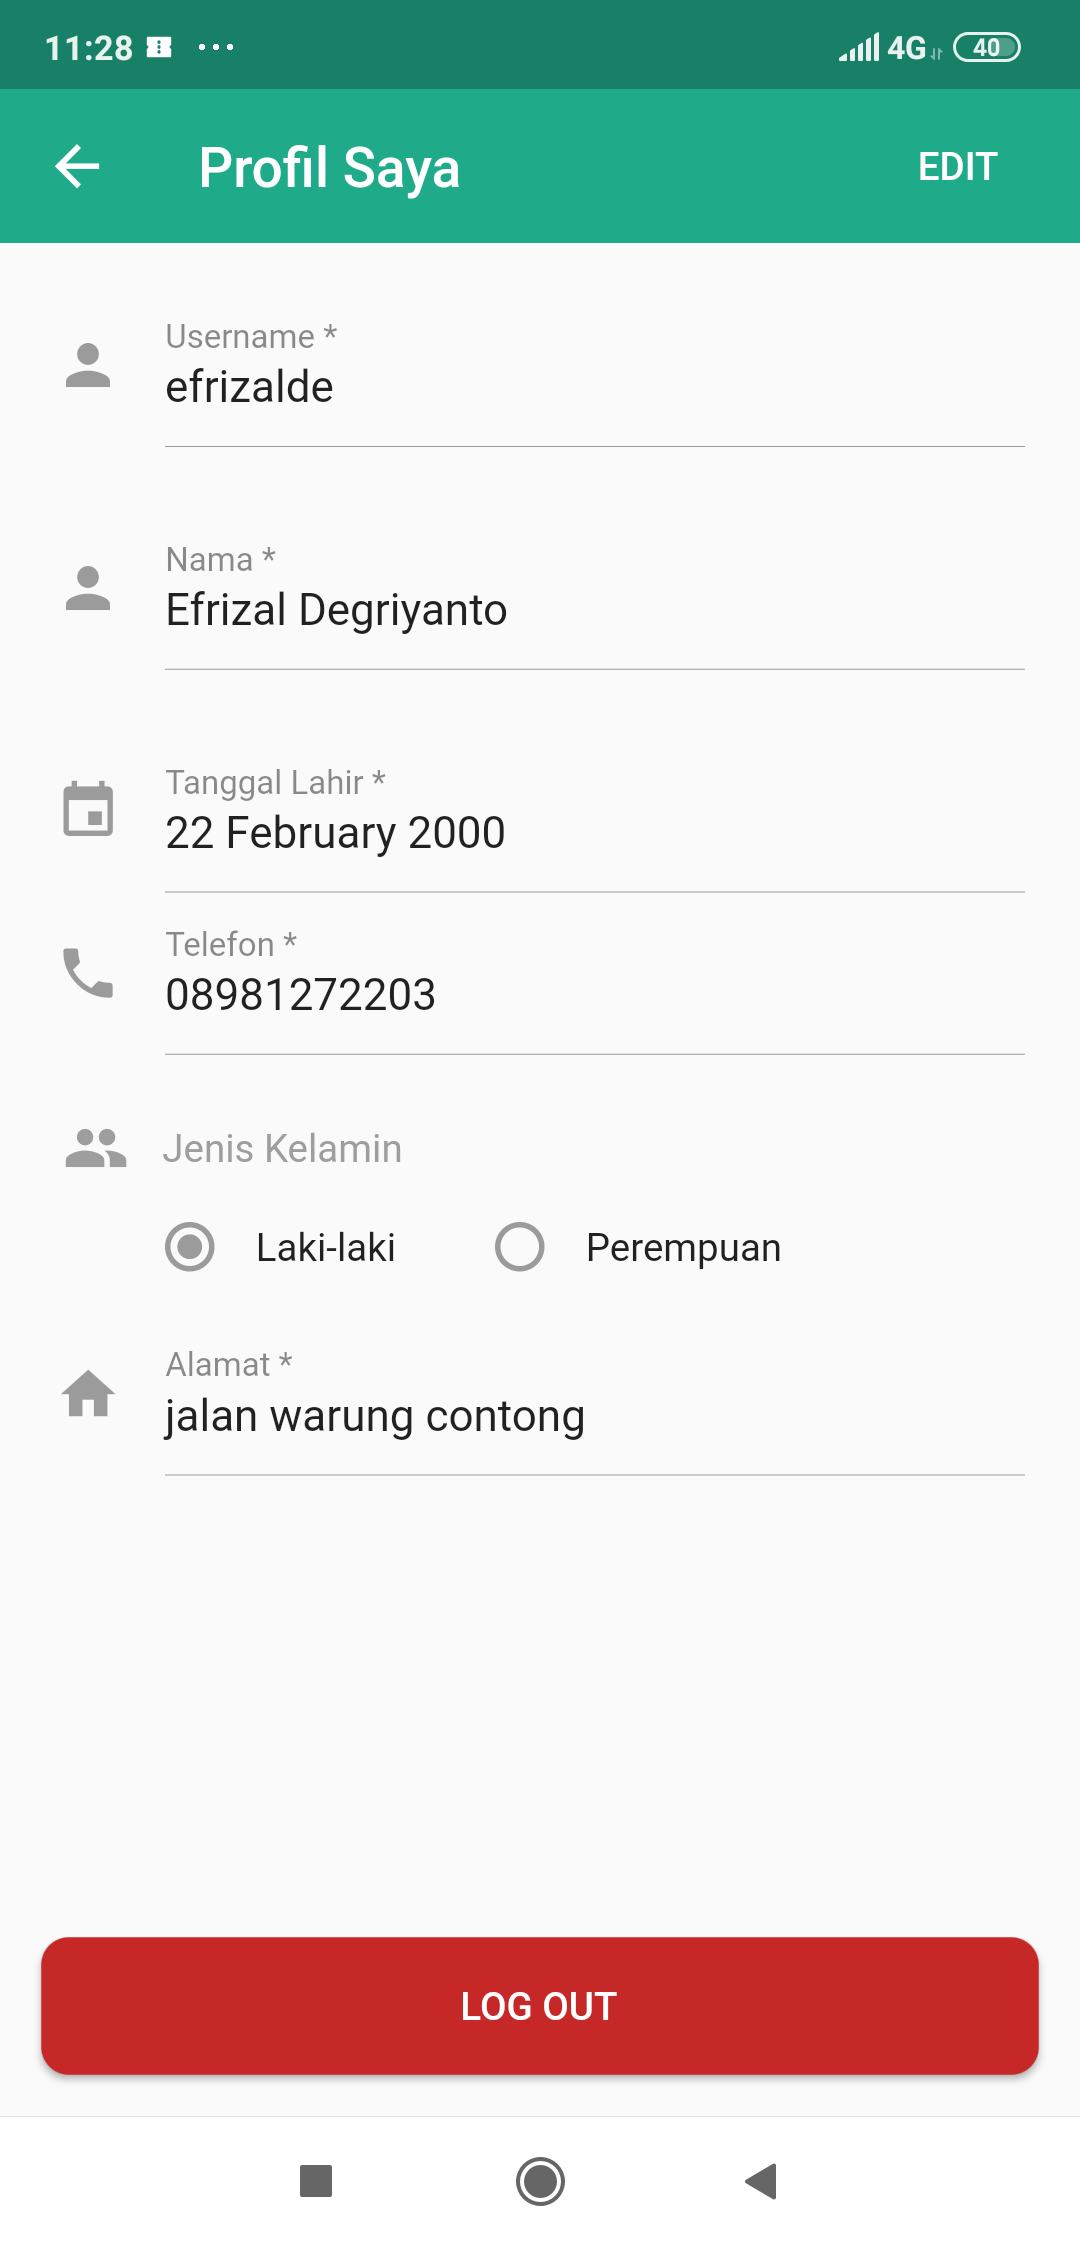 11:28 ... 4G 40
Profil Saya EDIT
Username *
efrizalde
Nama *
Efrizal Degriyanto
Tanggal Lahir *
22 February 2000
Telefon *
08981272203
Jenis Kelamin
Laki-laki Perempuan
Alamat *
jalan warung contong
LOG OUT